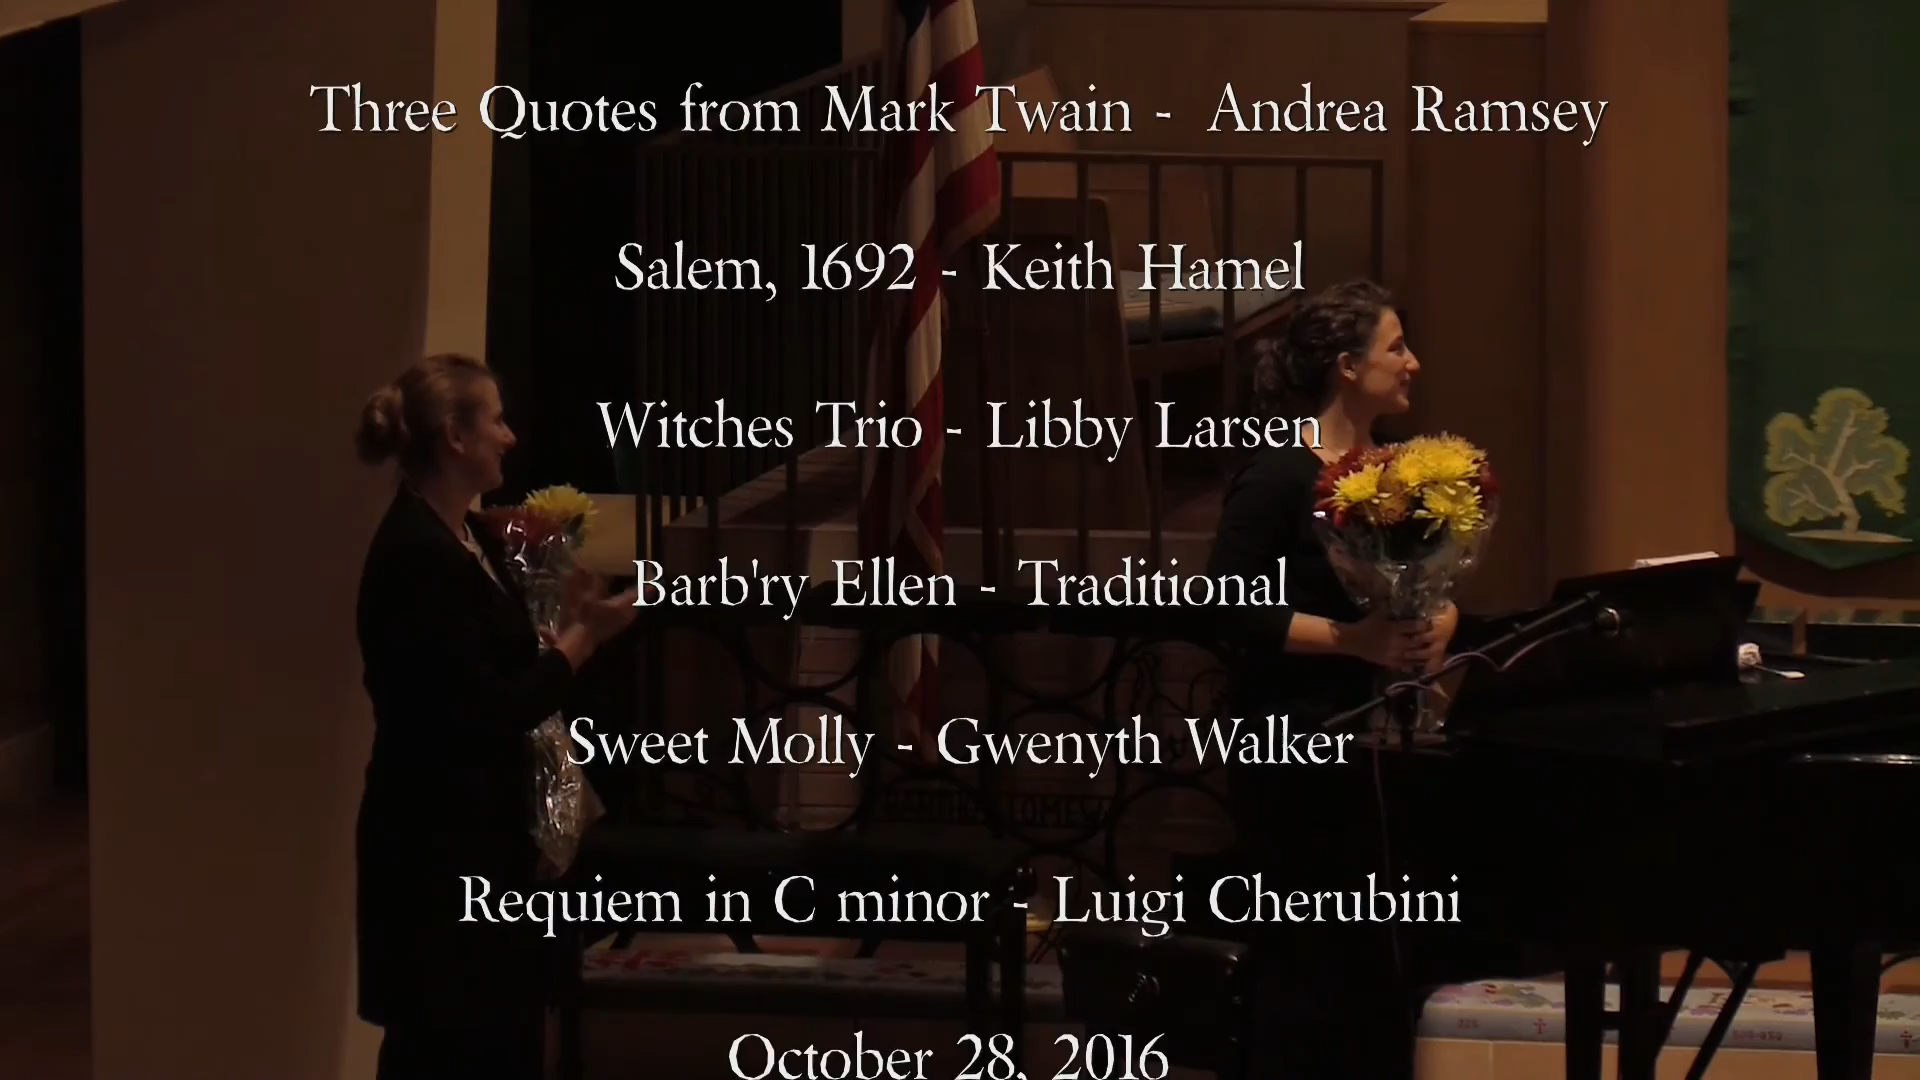 Three Quotes from Mark Twain - Andrea Ramsey
Salem, 1692 - Keith Hamel
Witches Trio - Libby Larsen
Barb'ry Ellen - Traditional
Sweet Molly - Gwenyth Walker
Requiem in C minor - Luigi Cherubini
October 28, 2016